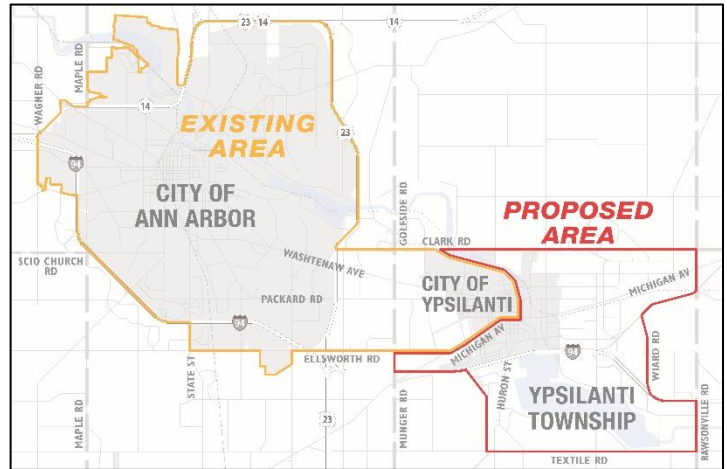 23
14
14
MAPLE RD
WAGNER RD
14
23
EXISTING
AREA
94
CITY OF
ANN ARBOR
GOLFSIDE RD
PROPOSED
AREA
CLARK RD
SCIO CHURCH
RD
WASHTENAW AVE
CITY OF
YPSILANTI
MICHIGAN AV
PACKARD RD
94
MICHIGAN AV
94
WIARD RD
ELLSWORTH RD
HURON ST
STATE ST
YPSILANTI
TOWNSHIP
MAPLE RD
23
MUNGER RD
RAWSONVILLE RD
TEXTILE RD